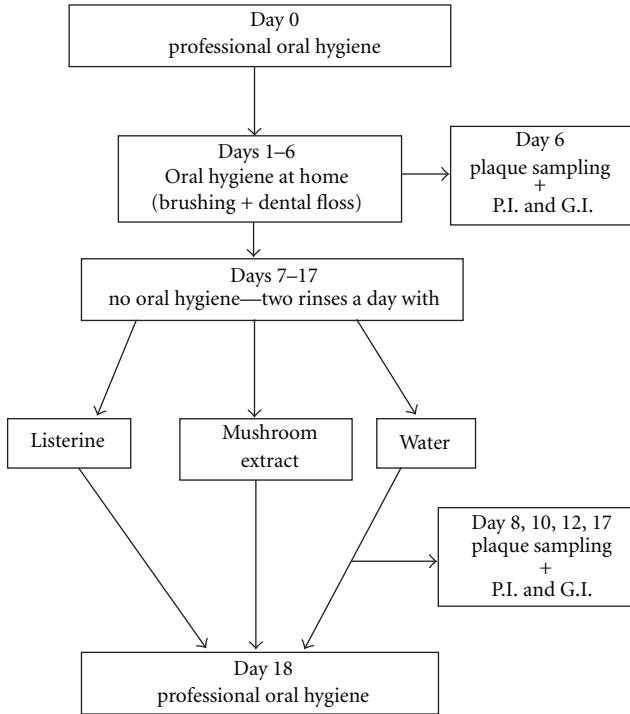 Day 0
professional oral hygiene
Days 1–6
Oral hygiene at home
(brushing + dental floss)
Day 6
plaque sampling
+
P.I. and G.I.
Days 7–17
no oral hygiene—two rinses a day with
Listerine
Mushroom
extract
Water
Day 8, 10, 12, 17
plaque sampling
+
P.I. and G.I.
Day 18
professional oral hygiene